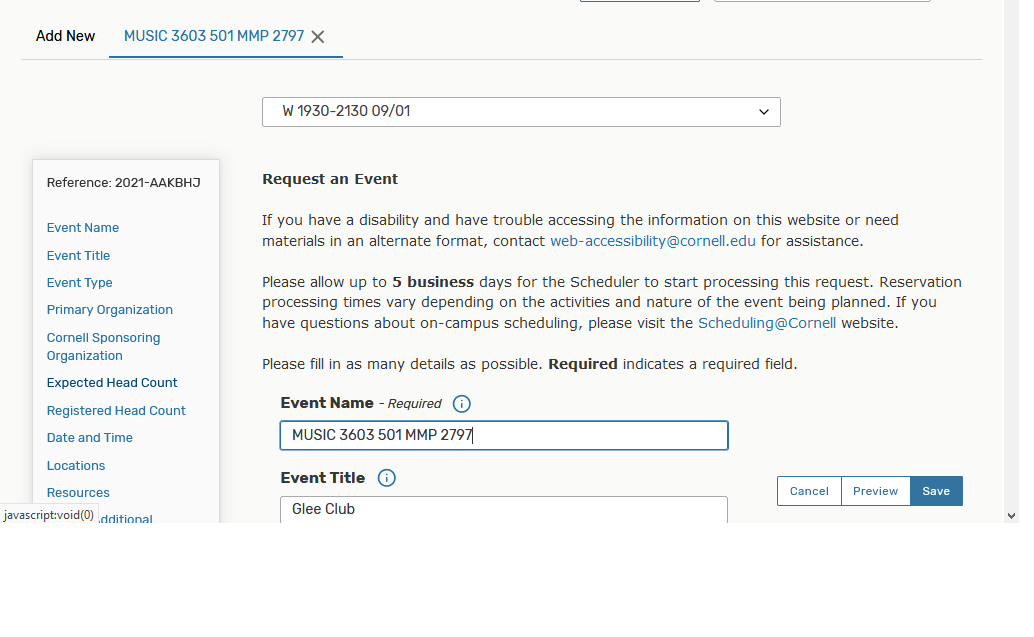 Add New
MUSIC 3603 501 MMP 2797
W 1930-2130 09/01
Reference: 2021-AAKBHJ
Event Name
Event Title
Event Type
Primary Organization
Cornell Sponsoring
Organization
Expected Head Count
Registered Head Count
Date and Time
Locations
Resources
dditional
javascript:void(0)
Request an Event
If you have a disability and have trouble accessing the information on this website or need
materials in an alternate format, contact web-accessibility@cornell.edu for assistance.
Please allow up to 5 business days for the Scheduler to start processing this request. Reservation
processing times vary depending on the activities and nature of the event being planned. If you
have questions about on-campus scheduling, please visit the Scheduling@Cornell website.
Please fill in as many details as possible. Required indicates a required field.
Event Name - Required
MUSIC 3603 501 MMP 2797
Event Title
Glee Club
Cancel Preview Save